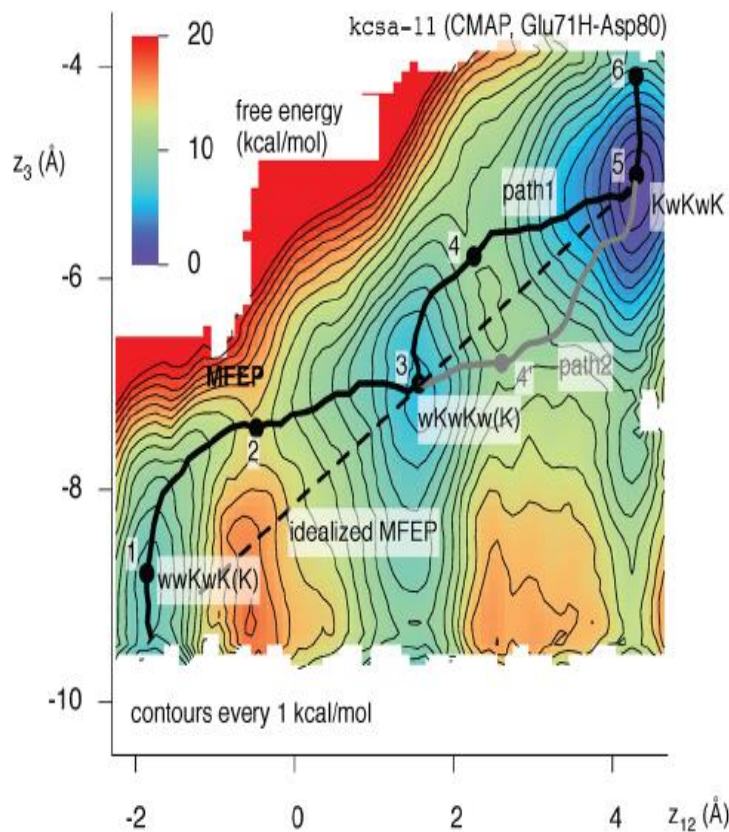 kcsa-11 (CMAP, Glu71H-Asp80)
20
10
0
free energy
(kcal/mol)
-4
z3 (Å)
-6
-8
-10
6
5
path1
KwKwK
4
3
MFEP
4'
path2
wKwKw(K)
2
idealized MFEP
1
wwKwK(K)
contours every 1 kcal/mol
-2
0
2
4
z12 (Å)